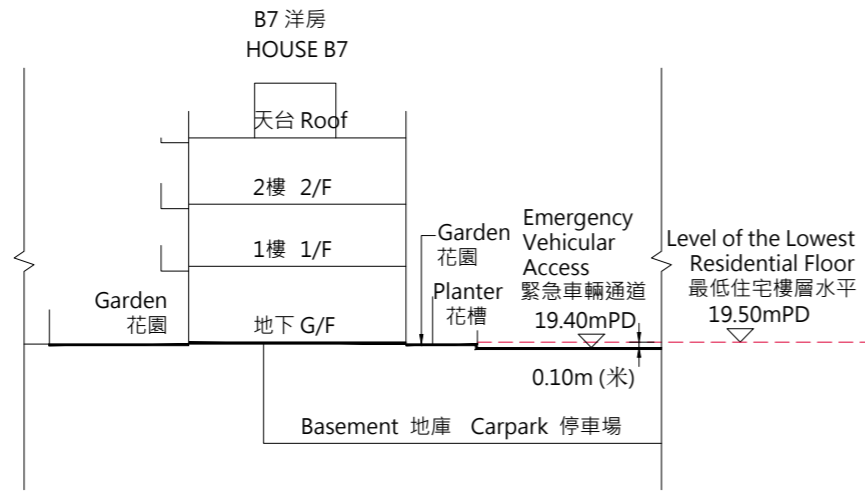 B7 洋房
HOUSE B7
天台 Roof
2樓 2/F
1樓 1/F
地下 G/F
Garden
花園
Garden
花園
Planter
花槽
Emergency
Vehicular
Access
緊急車輛通道
19.40mPD
Level of the Lowest
Residential Floor
最低住宅樓層水平
19.50mPD
0.10m (米)
Basement 地庫 Carpark 停車場